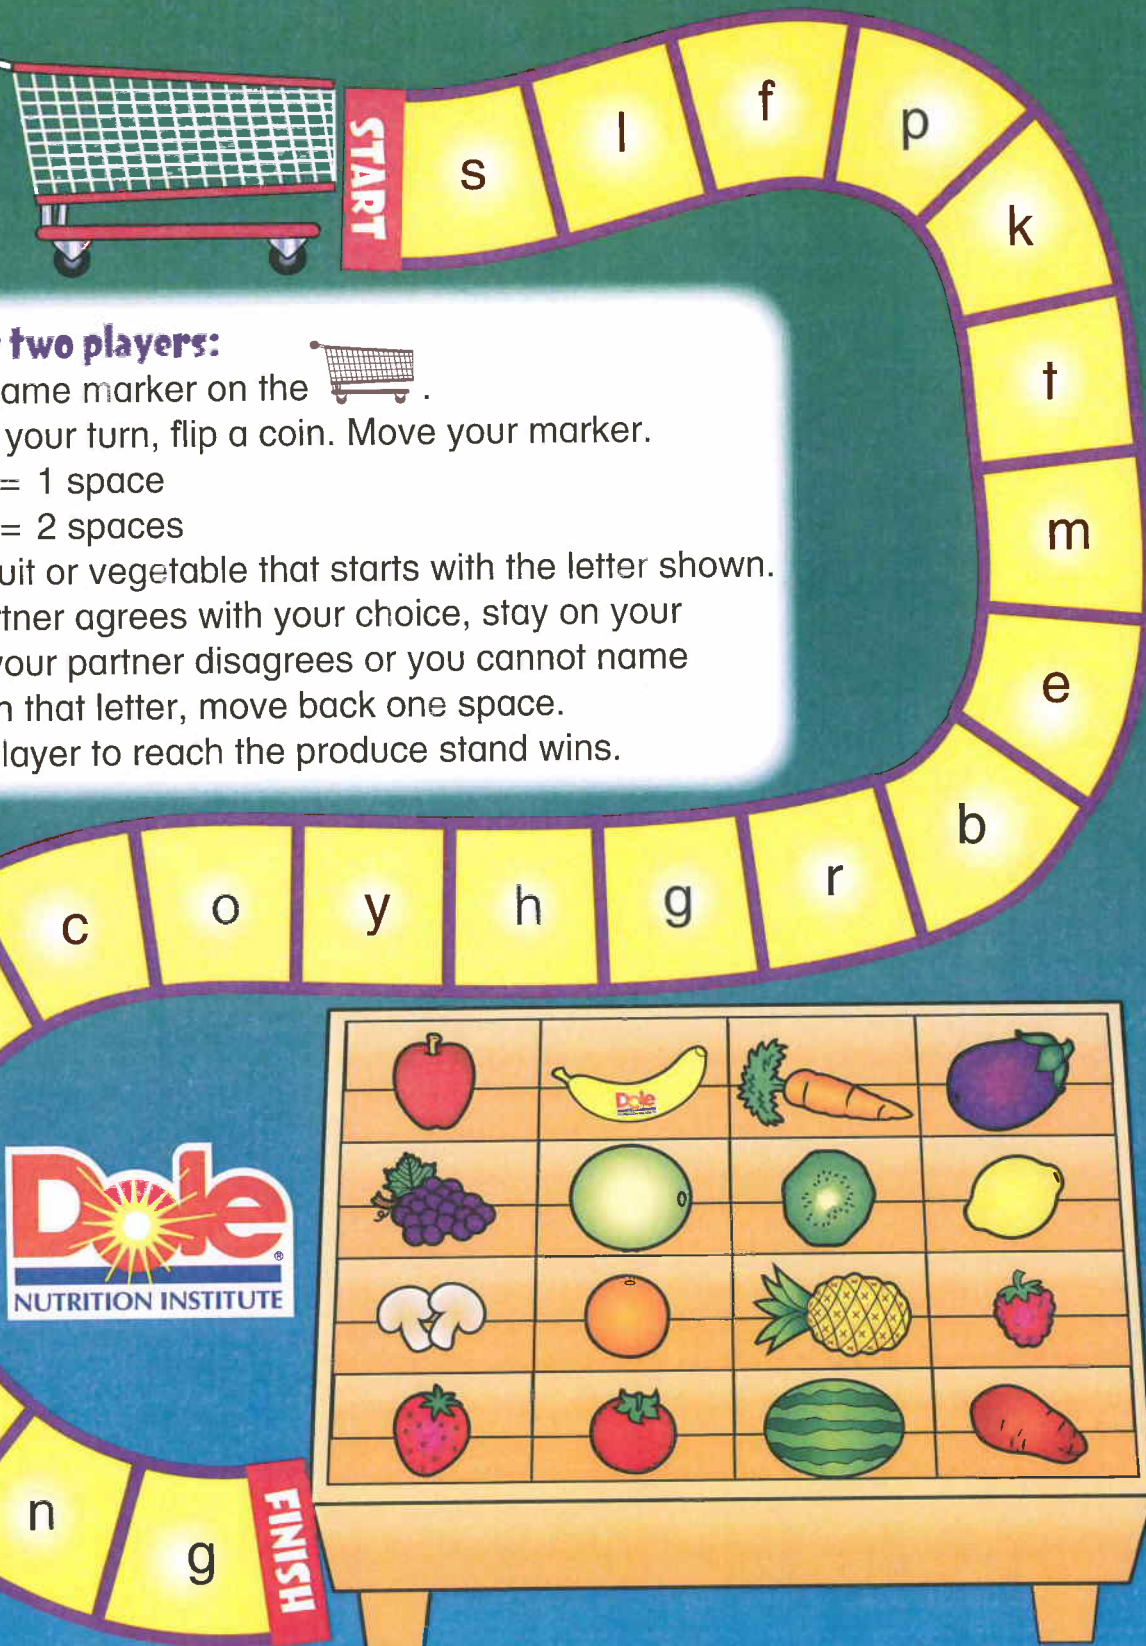 START
s
l
f
p
k
t
m
e
b
r
g
h
y
o
c
two players:
ame marker on the .
your turn, flip a coin. Move your marker.
= 1 space
= 2 spaces
uit or vegetable that starts with the letter shown.
rtner agrees with your choice, stay on your
your partner disagrees or you cannot name
that letter, move back one space.
layer to reach the produce stand wins.
Dole
Dole®
NUTRITION INSTITUTE
n
g
FINISH